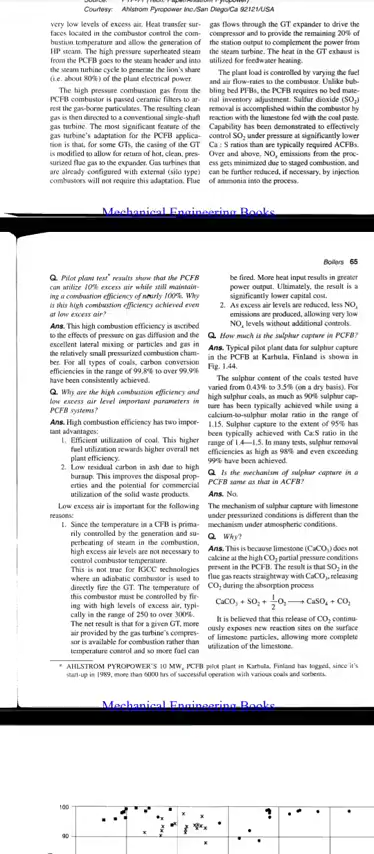 Source: PYP-41 (Tech. Paper/Ahlstrom Pyropower)
Courtesy: Ahlstrom Pyropower Inc/San Diego/Ca 92121/USA
very low levels of excess air. Heat transfer sur-
faces located in the combustor control the com-
bustion temperature and allow the generation of
HP steam. The high pressure superheated steam
from the PCFB goes to the steam header and into
the steam turbine cycle to generate the lion's share
(i.e. about 80%) of the plant electrical power.
The high pressure combustion gas from the
PCFB combustor is passed ceramic filters to ar-
rest the gas-borne particulates. The resulting clean
gas is then directed to a conventional single-shaft
gas turbine. The most significant feature of the
gas turbine's adaptation for the PCFB applica-
tion is that, for some GTs, the casing of the GT
is modified to allow for return of hot, clean, pres-
surized flue gas to the expander. Gas turbines that
are already configured with external (silo type)
combustors will not require this adaptation. Flue
gas flows through the GT expander to drive the
compressor and to provide the remaining 20% of
the station output to complement the power from
the steam turbine. The heat in the GT exhaust is
utilized for feedwater heating.
The plant load is controlled by varying the fuel
and air flow-rates to the combustor. Unlike bub-
bling bed PFBs, the PCFB requires no bed mate-
rial inventory adjustment. Sulfur dioxide (SO₂)
removal is accomplished within the combustor by
reaction with the limestone fed with the coal paste.
Capability has been demonstrated to effectively
control SO₂ under pressure at significantly lower
Ca : S ratios than are typically required ACFBs.
Over and above, NOₓ emissions from the proc-
ess gets minimized due to staged combustion. and
can be further reduced, if necessary, by injection
of ammonia into the process.
Mechanical Engineering Books
Boilers 65
Q. Pilot plant test* results show that the PCFB
can utilize 10% excess air while still maintain-
ing a combustion efficiency of nearly 100%. Why
is this high combustion efficiency achieved even
at low excess air?
Ans. This high combustion efficiency is ascribed
to the effects of pressure on gas diffusion and the
excellent lateral mixing or particles and gas in
the relatively small pressurized combustion cham-
ber. For all types of coals, carbon conversion
efficiencies in the range of 99.8% to over 99.9%
have been consistently achieved.
Q. Why are the high combustion efficiency and
low excess air level important parameters in
PCFB systems?
Ans. High combustion efficiency has two impor-
tant advantages:
1. Efficient utilization of coal. This higher
fuel utilization rewards higher overall net
plant efficiency.
2. Low residual carbon in ash due to high
burnup. This improves the disposal prop-
erties and the potential for commercial
utilization of the solid waste products.
Low excess air is important for the following
reasons:
1. Since the temperature in a CFB is prima-
rily controlled by the generation and su-
perheating of steam in the combustion,
high excess air levels are not necessary to
control combustor temperature.
This is not true for IGCC technologies
where an adiabatic combustor is used to
directly fire the GT. The temperature of
this combustor must be controlled by fir-
ing with high levels of excess air, typi-
cally in the range of 250 to over 300%.
The net result is that for a given GT, more
air provided by the gas turbine's compres-
sor is available for combustion rather than
temperature control and so more fuel can
be fired. More heat input results in greater
power output. Ultimately, the result is a
significantly lower capital cost.
2. As excess air levels are reduced, less NOₓ
emissions are produced, allowing very low
NOₓ levels without additional controls.
Q. How much is the sulphur capture in PCFB?
Ans. Typical pilot plant data for sulphur capture
in the PCFB at Karhula, Finland is shown in
Fig. 1.44.
The sulphur content of the coals tested have
varied from 0.43% to 3.5% (on a dry basis). For
high sulphur coals, as much as 90% sulphur cap-
ture has been typically achieved while using a
calcium-to-sulphur molar ratio in the range of
1.15. Sulphur capture to the extent of 95% has
been typically achieved with Ca:S ratio in the
range of 1.4—1.5. In many tests, sulphur removal
efficiencies as high as 98% and even exceeding
99% have been achieved.
Q. Is the mechanism of sulphur capture in a
PCFB same as that in ACFB?
Ans. No.
The mechanism of sulphur capture with limestone
under pressurized conditions is different than the
mechanism under atmospheric conditions.
Q. Why?
Ans. This is because limestone (CaCO₃) does not
calcine at the high CO₂ partial pressure conditions
present in the PCFB. The result is that SO₂ in the
flue gas reacts straightway with CaCO₃, releasing
CO₂ during the absorption process
CaCO₃ + SO₂ + 1/2 O₂ ⟶ CaSO₄ + CO₂
It is believed that this release of CO₂ continu-
ously exposes new reaction sites on the surface
of limestone particles, allowing more complete
utilization of the limestone.
* AHLSTROM PYROPOWER'S 10 MWₑ PCFB pilot plant in Karhula, Finland has logged, since it's
start-up in 1989, more than 6000 hrs of successful operation with various coals and sorbents.
Mechanical Engineering Books
100
80